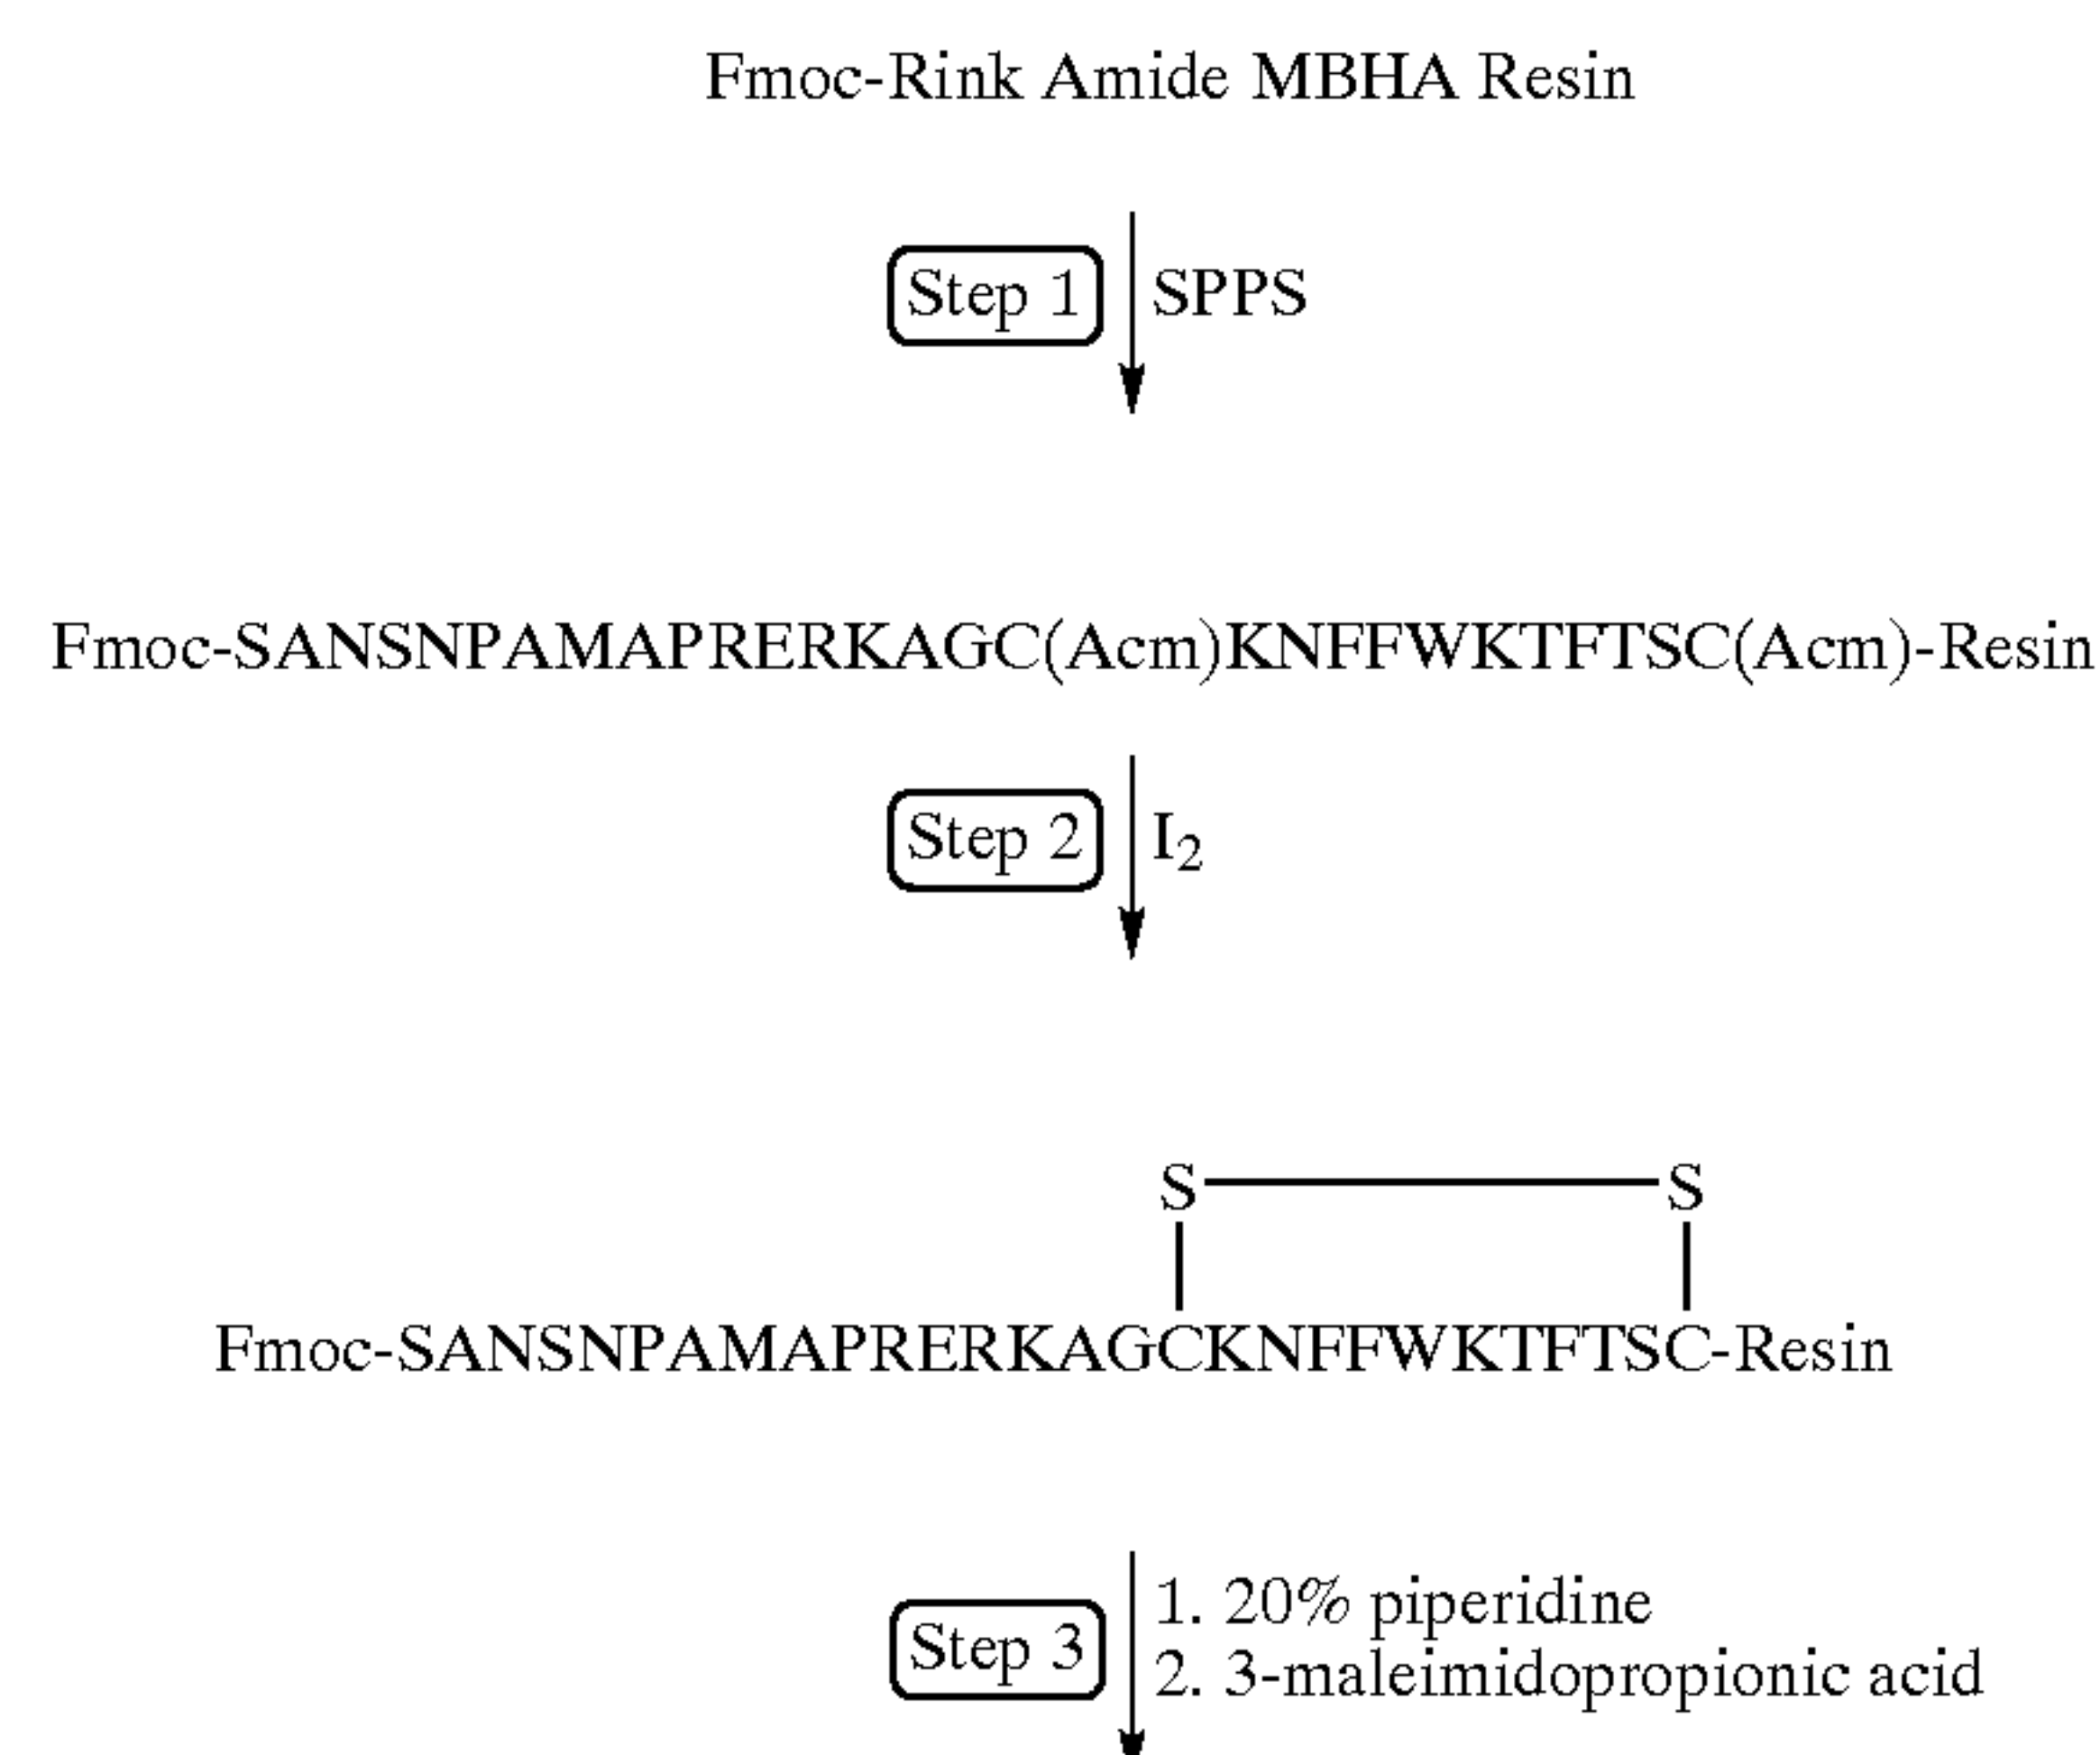 Fmoc-Rink Amide MBHA Resin
Step 1 SPPS
Fmoc-SANSNPAMAPRERKAGC(Acm)KNFFWKTFTSC(Acm)-Resin
Step 2 I₂
S S
Fmoc-SANSNPAMAPRERKAGCKNFFWKTFTSC-Resin
Step 3 1. 20% piperidine
2. 3-maleimidopropionic acid